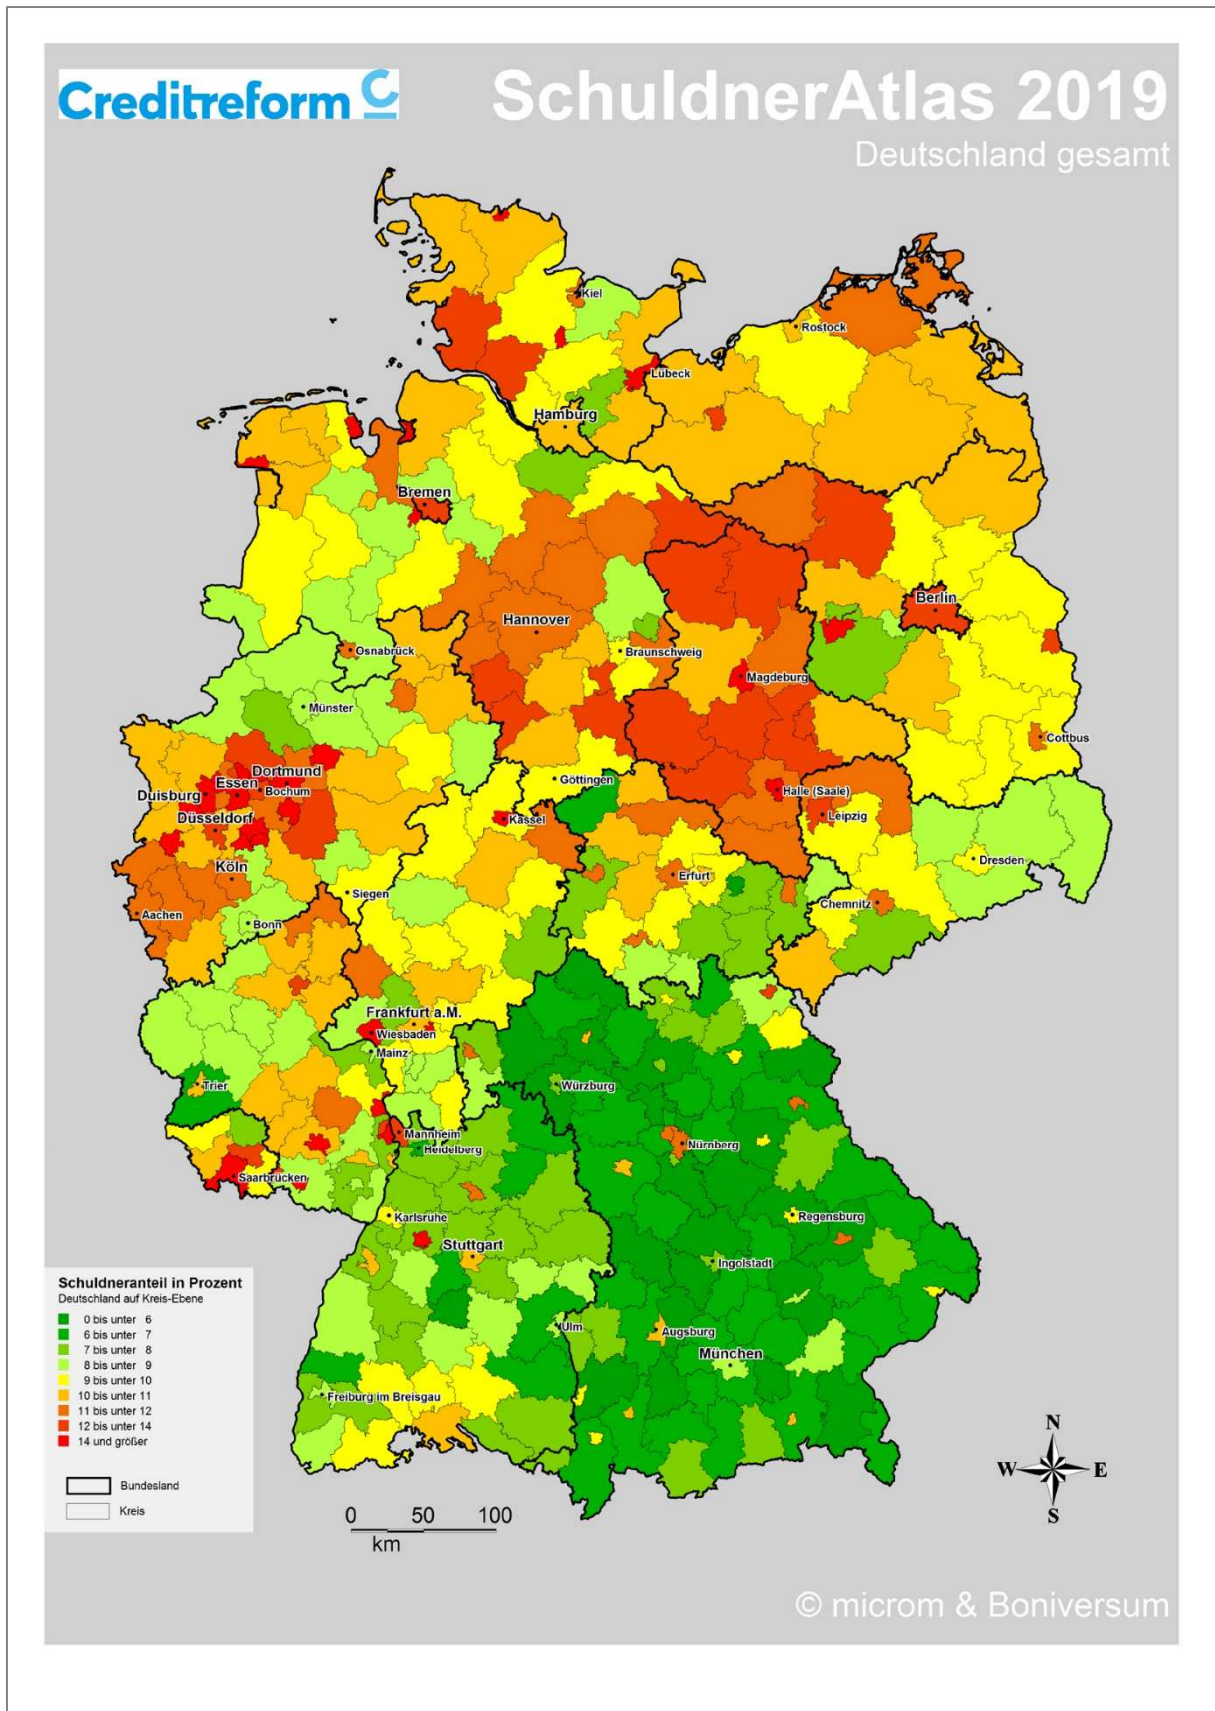 Creditreform C
SchuldnerAtlas 2019
Deutschland gesamt
Kiel
Rostock
Lübeck
Hamburg
Bremen
Berlin
Hannover
Osnabrück
Braunschweig
Magdeburg
Münster
Cottbus
Dortmund
Essen
Duisburg
Bochum
Göttingen
Halle (Saale)
Düsseldorf
Kassel
Leipzig
Köln
Erfurt
Dresden
Siegen
Chemnitz
Aachen
Bonn
Frankfurt a.M.
Wiesbaden
Mainz
Trier
Würzburg
Mannheim
Heidelberg
Nürnberg
Saarbrücken
Karlsruhe
Regensburg
Stuttgart
Ingolstadt
Ulm
Augsburg
München
Freiburg im Breisgau
Schuldneranteil in Prozent
Deutschland auf Kreis-Ebene
0 bis unter 6
6 bis unter 7
7 bis unter 8
8 bis unter 9
9 bis unter 10
10 bis unter 11
11 bis unter 12
12 bis unter 14
14 und größer
Bundesland
Kreis
0 50 100
km
N
W E
S
© microm & Boniversum